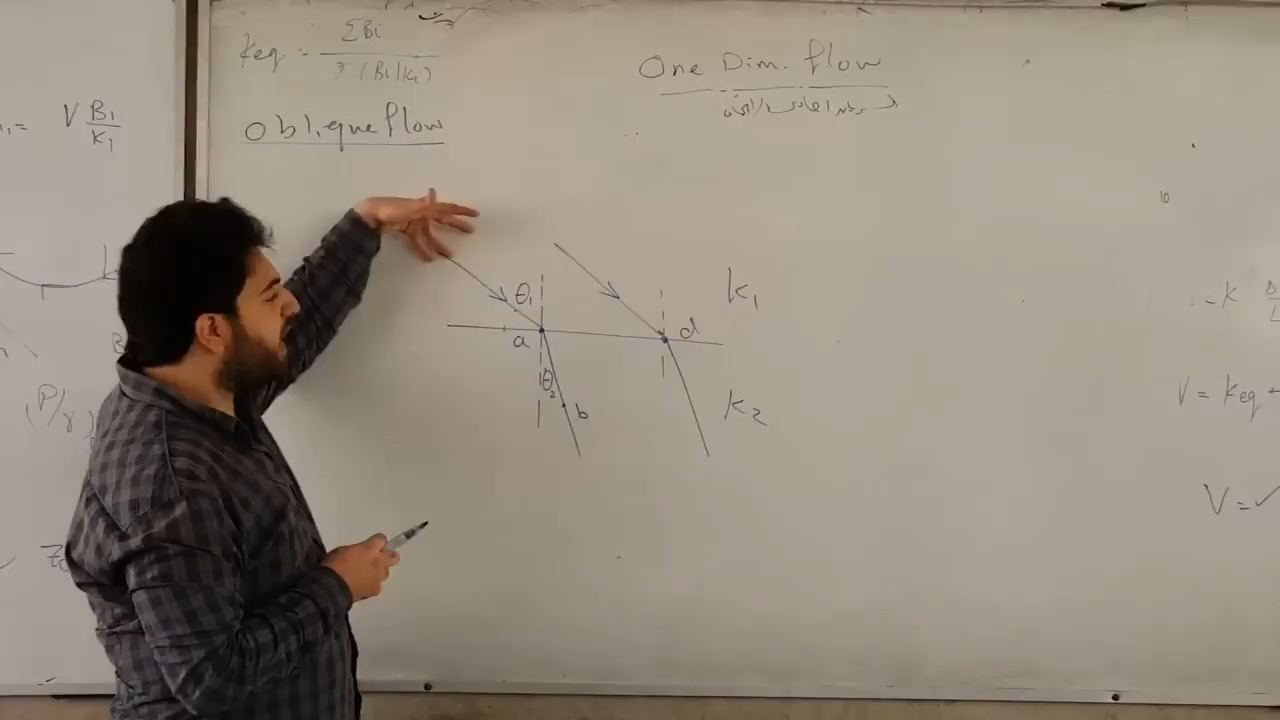 V B₁
K₁
(P/γ)
Keq = ΣBi
Σ(Bi/Ki)
Oblique flow
One Dim. flow
θ₁
K₁
a
d
θ₂
b
K₂
-K
V = Keq
V = ✓